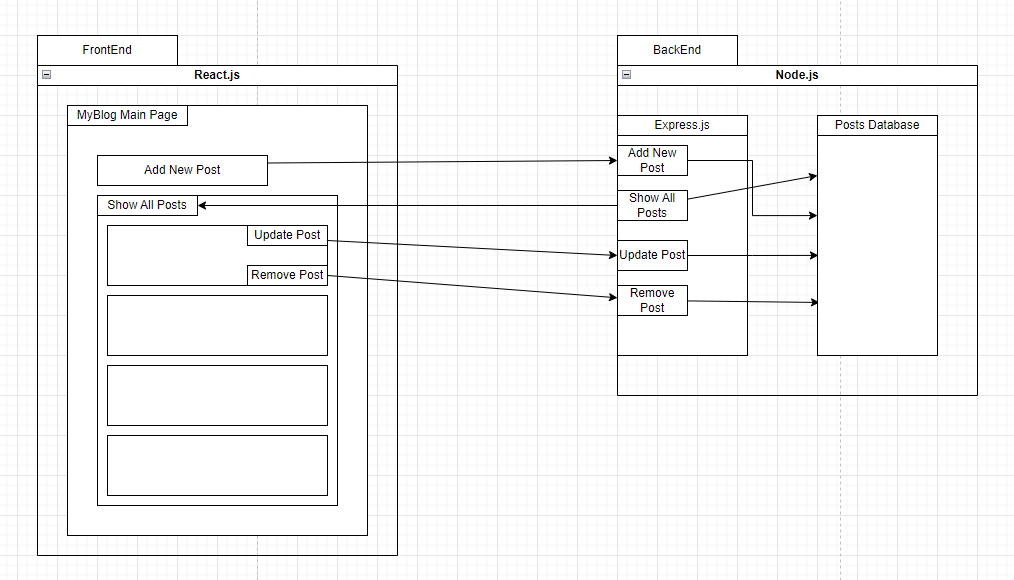 FrontEnd
React.js
MyBlog Main Page
Add New Post
Show All Posts
Update Post
Remove Post
BackEnd
Node.js
Express.js
Add New
Post
Show All
Posts
Update Post
Remove
Post
Posts Database